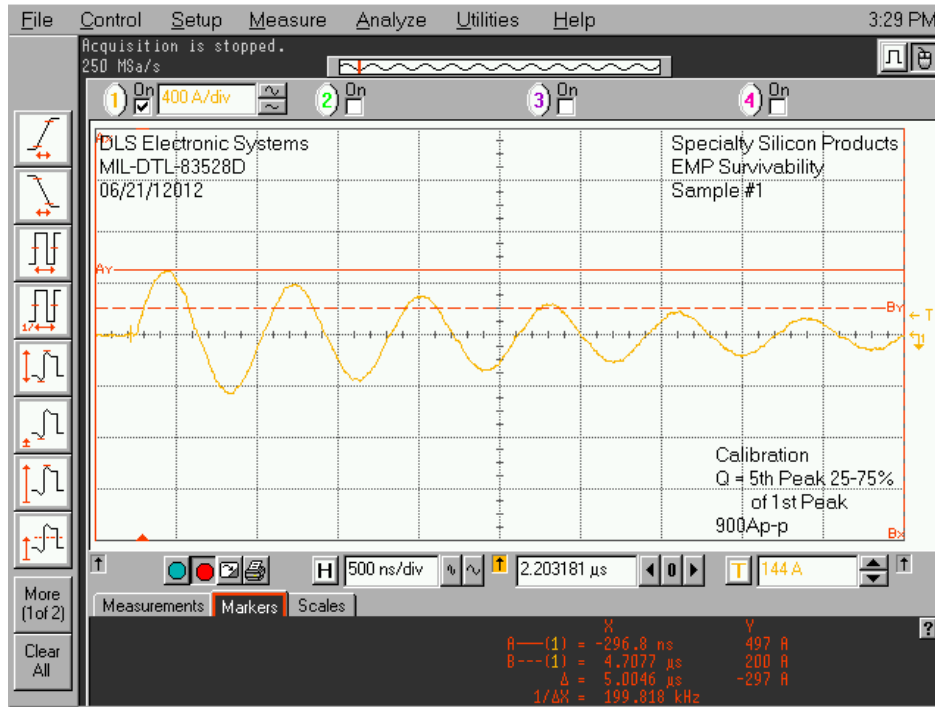 File Control Setup Measure Analyze Utilities Help 3:29 PM
Acquisition is stopped.
250 MSa/s
1 On 400 A/div 2 On 3 On 4 On
Ax
DLS Electronic Systems
MIL-DTL-83528D
06/21/12012
Specialty Silicon Products
EMP Survivability
Sample #1
AY
BY
T
Calibration
Q = 5th Peak 25-75%
of 1st Peak
900Ap-p
Bx
H 500 ns/div 2.203181 µs 0 T 144 A
More
(1of 2)
Clear
All
Measurements Markers Scales
?
X Y
A——(1) = -296.8 ns 497 A
B---(1) = 4.7077 µs 200 A
Δ = 5.0046 µs -297 A
1/ΔX = 199.818 kHz